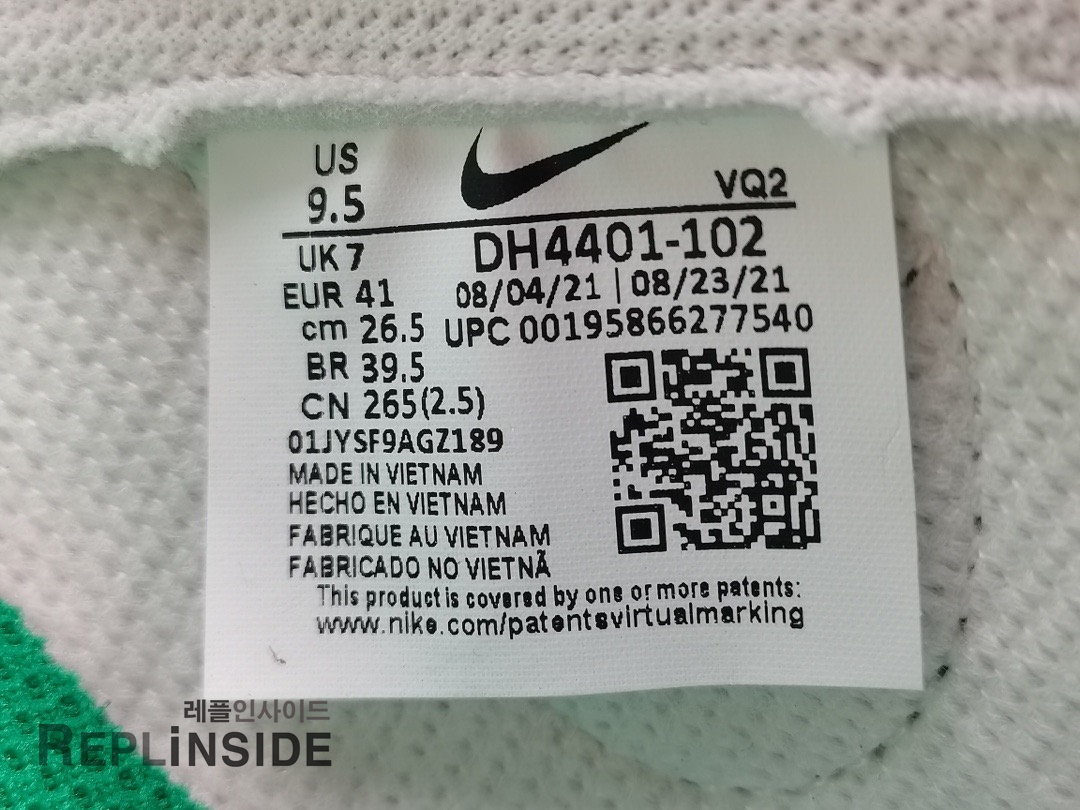 US
9.5
VQ2
UK 7
DH4401-102
EUR 41
08/04/21 | 08/23/21
cm 26.5
UPC 00195866277540
BR 39.5
CN 265(2.5)
01JYSF9AGZ189
MADE IN VIETNAM
HECHO EN VIETNAM
FABRIQUE AU VIETNAM
FABRICADO NO VIETNÃ
This product is covered by one or more patents:
www.nike.com/patentsvirtualmarking
레플인사이드
REPLiNSIDE